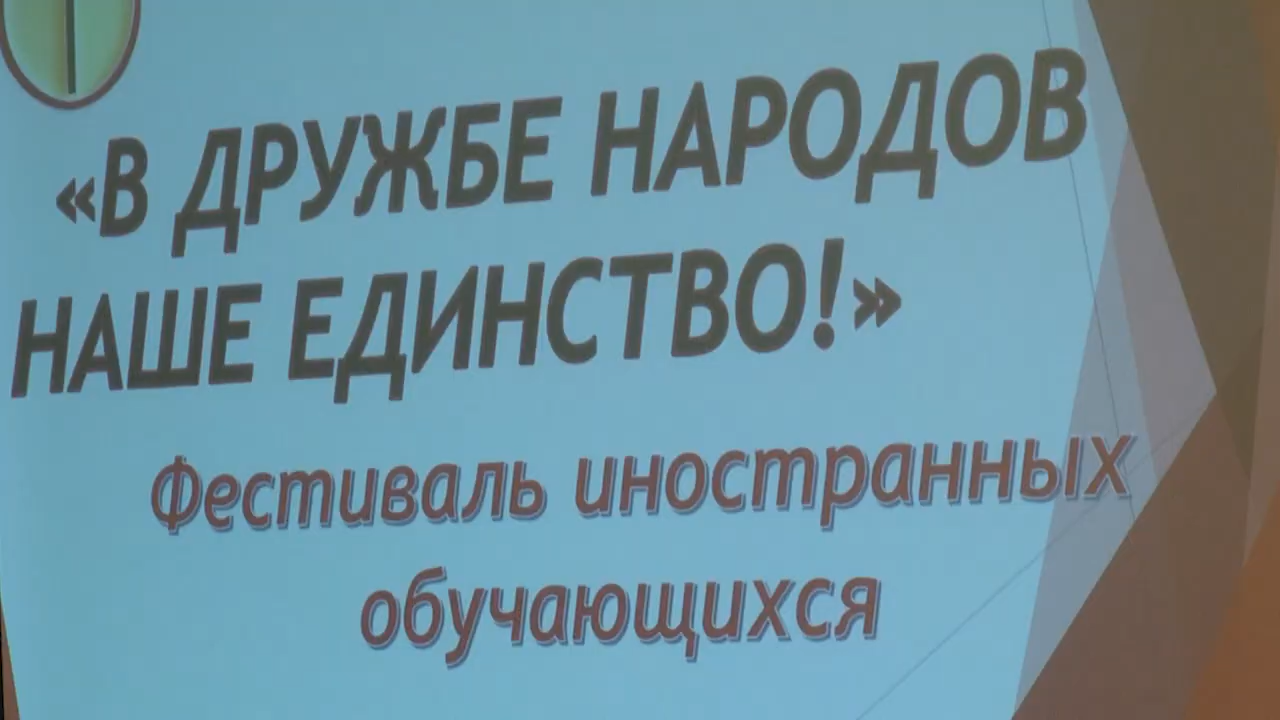 «В ДРУЖБЕ НАРОДОВ
НАШЕ ЕДИНСТВО!»
Фестиваль иностранных
обучающихся